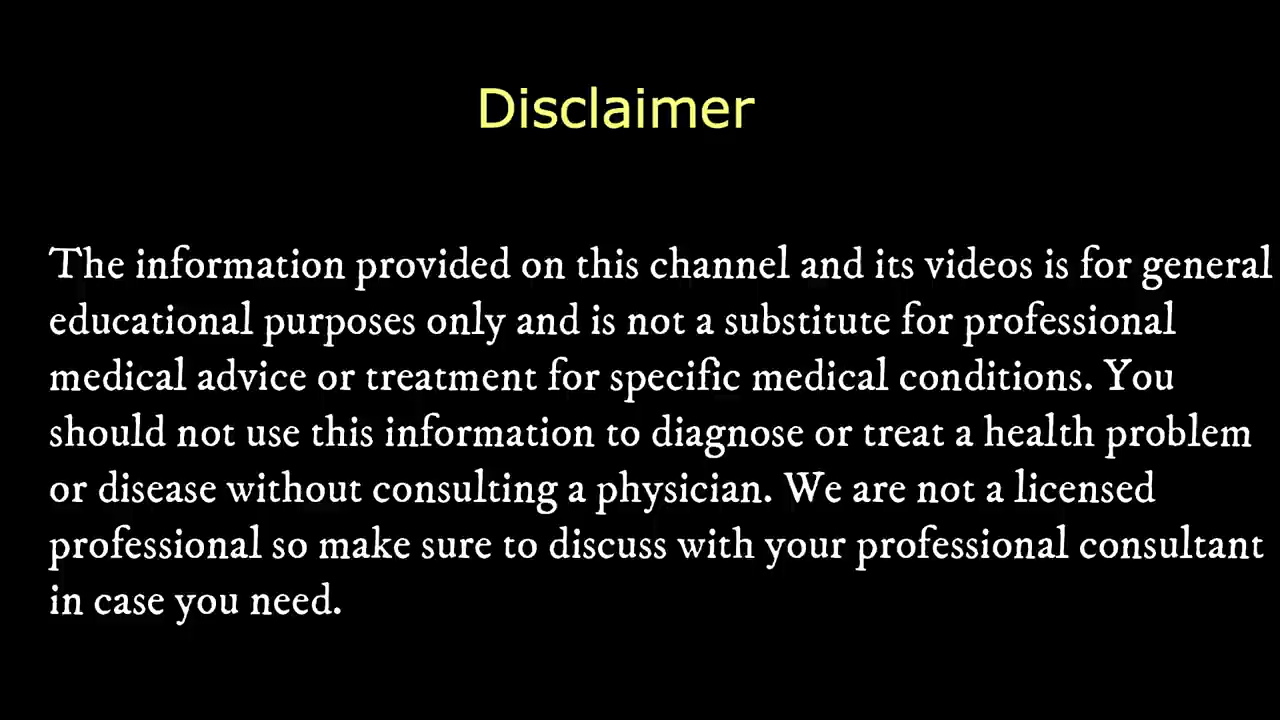 Disclaimer
The information provided on this channel and its videos is for general
educational purposes only and is not a substitute for professional
medical advice or treatment for specific medical conditions. You
should not use this information to diagnose or treat a health problem
or disease without consulting a physician. We are not a licensed
professional so make sure to discuss with your professional consultant
in case you need.